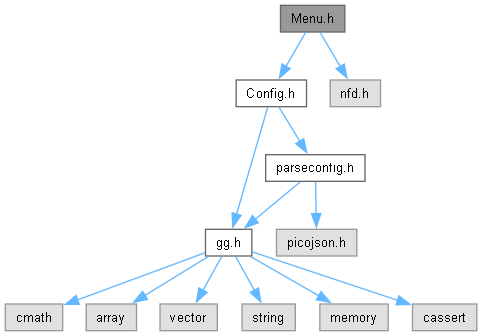 Menu.h
Config.h
nfd.h
parseconfig.h
gg.h
picojson.h
cmath
array
vector
string
memory
cassert